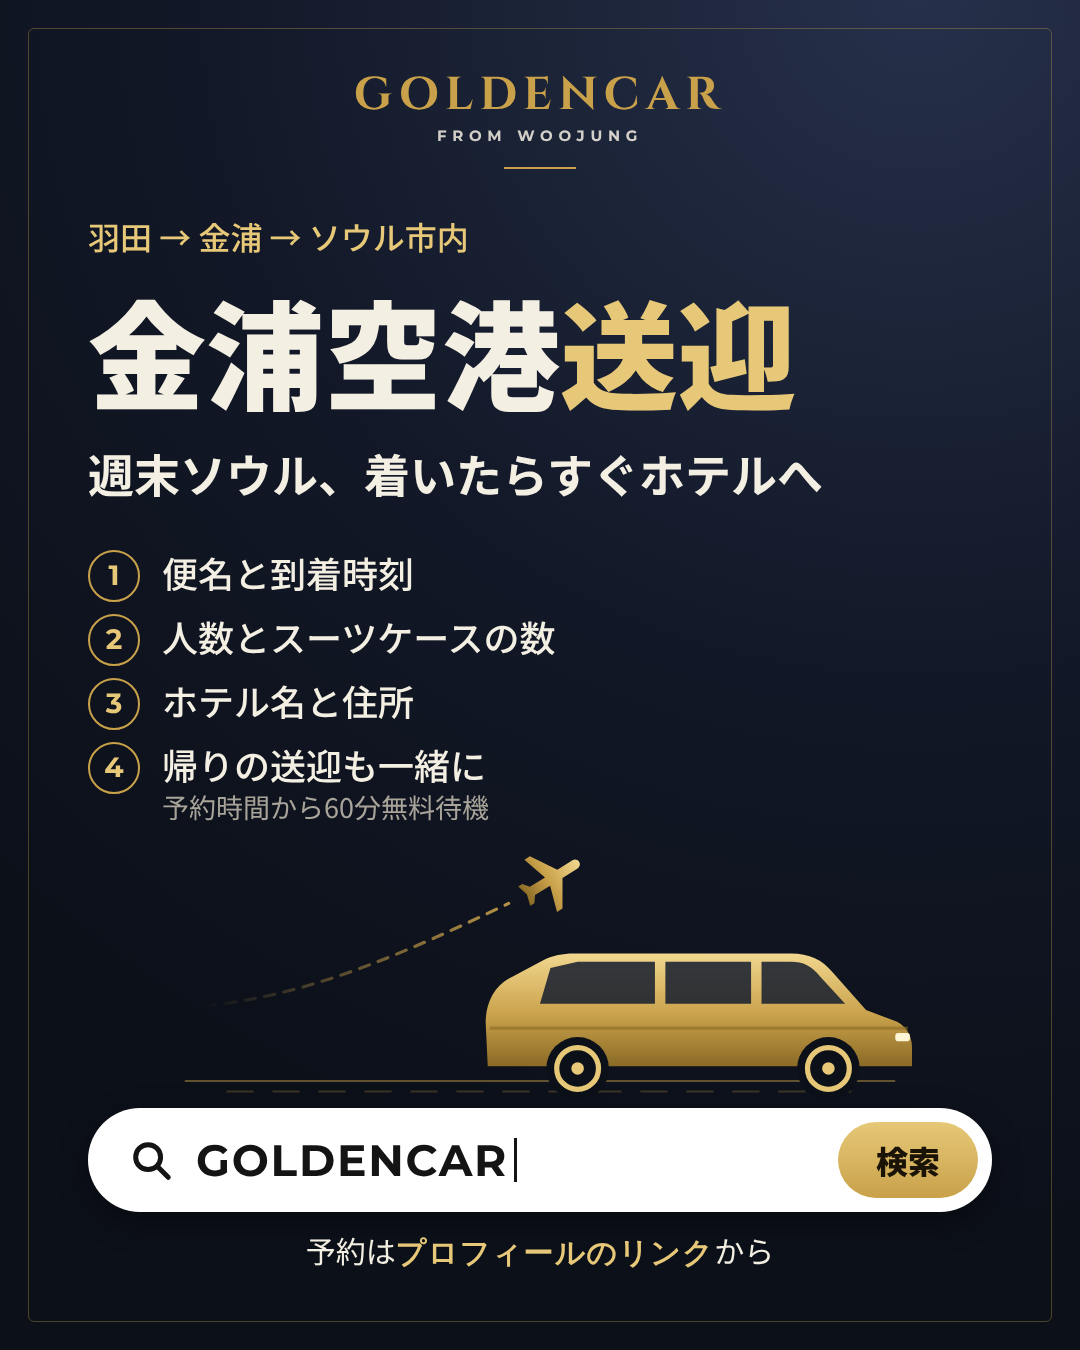 GOLDENCAR
FROM WOOJUNG
羽田→金浦→ソウル市内
金浦空港送迎
週末ソウル、着いたらすぐホテルへ
1 便名と到着時刻
2 人数とスーツケースの数
3 ホテル名と住所
4 帰りの送迎も一緒に
予約時間から60分無料待機
GOLDENCAR 検索
予約はプロフィールのリンクから